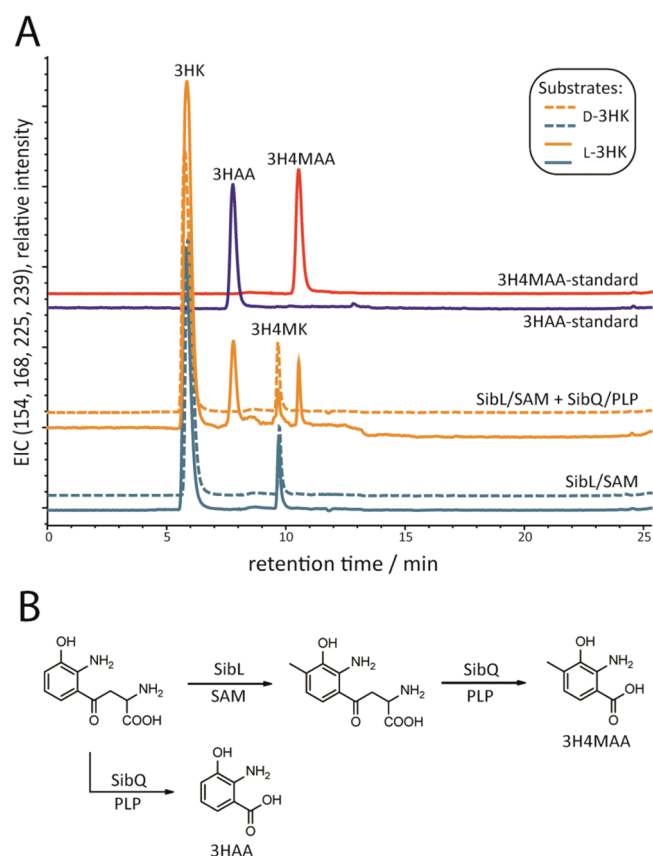 A
3HK
Substrates:
D-3HK
L-3HK
3HAA
3H4MAA
3H4MAA-standard
3HAA-standard
3H4MK
SibL/SAM + SibQ/PLP
SibL/SAM
EIC (154, 168, 225, 239), relative intensity
0 5 10 15 20 25
retention time / min
B
OH
NH2
NH2
O
COOH
SibL
SAM
OH
NH2
NH2
O
COOH
SibQ
PLP
OH
NH2
OH
O
3H4MAA
SibQ
PLP
OH
NH2
OH
O
3HAA